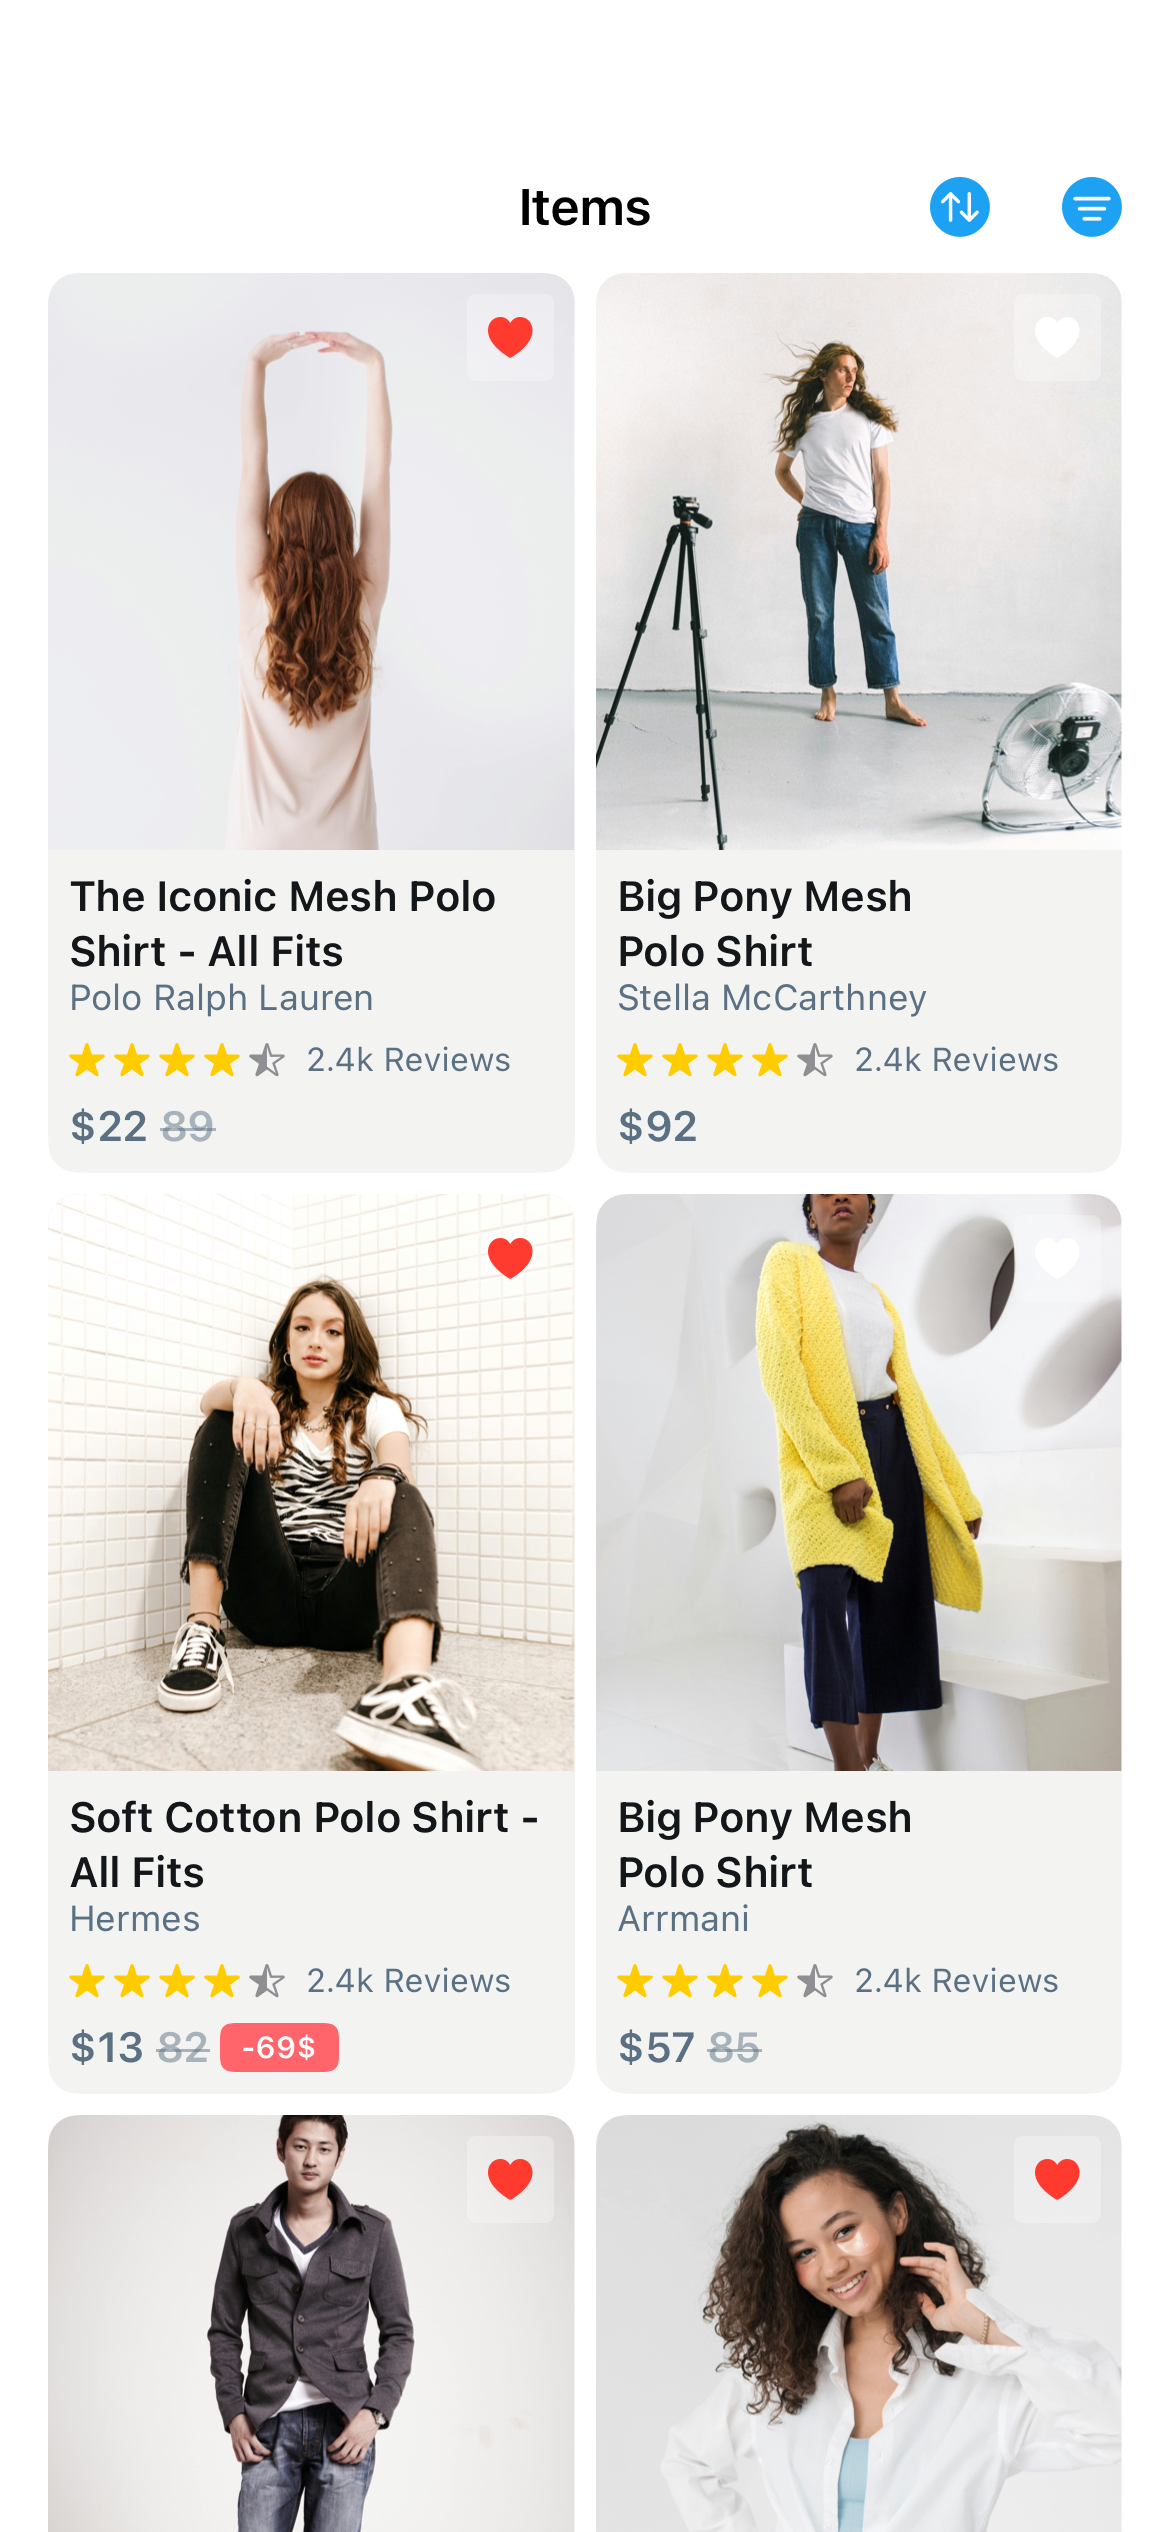 Items
The Iconic Mesh Polo
Shirt - All Fits
Polo Ralph Lauren
2.4k Reviews
$22 89
Big Pony Mesh
Polo Shirt
Stella McCarthney
2.4k Reviews
$92
Soft Cotton Polo Shirt -
All Fits
Hermes
2.4k Reviews
$13 82 -69$
Big Pony Mesh
Polo Shirt
Arrmani
2.4k Reviews
$57 85